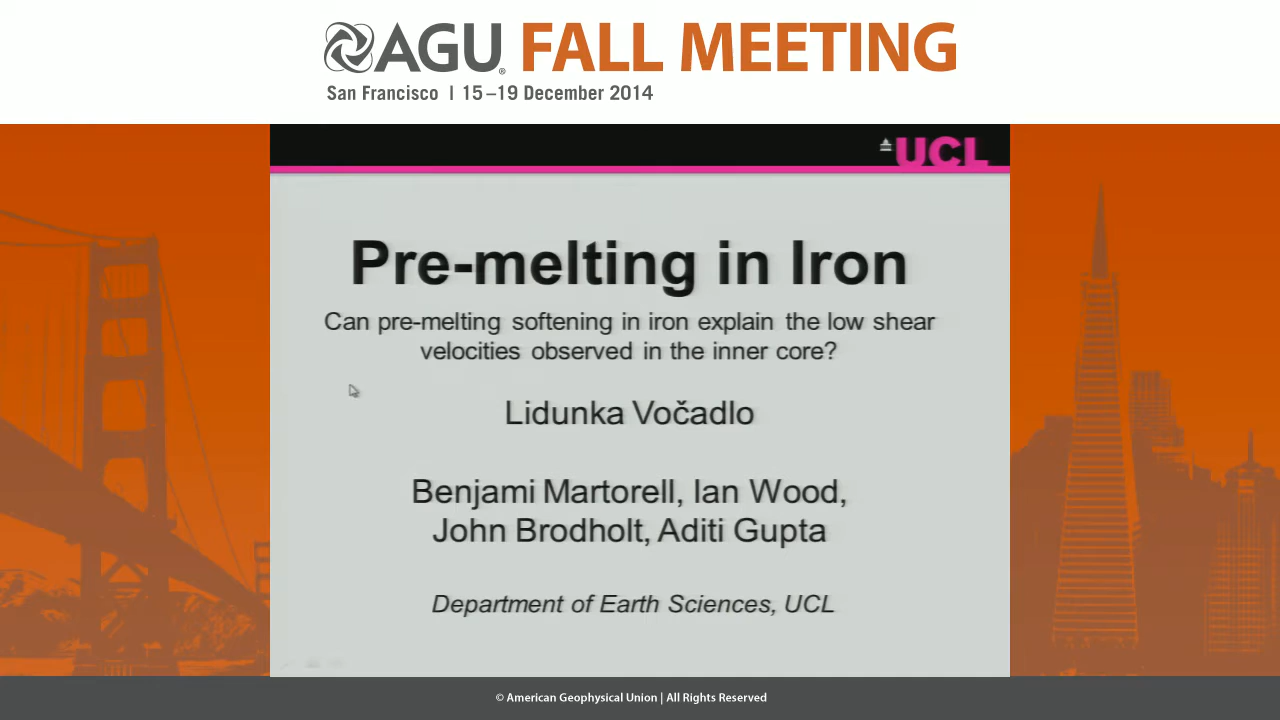 AGU® FALL MEETING
San Francisco | 15–19 December 2014
UCL
Pre-melting in Iron
Can pre-melting softening in iron explain the low shear
velocities observed in the inner core?
Lidunka Vočadlo
Benjami Martorell, Ian Wood,
John Brodholt, Aditi Gupta
Department of Earth Sciences, UCL
© American Geophysical Union | All Rights Reserved